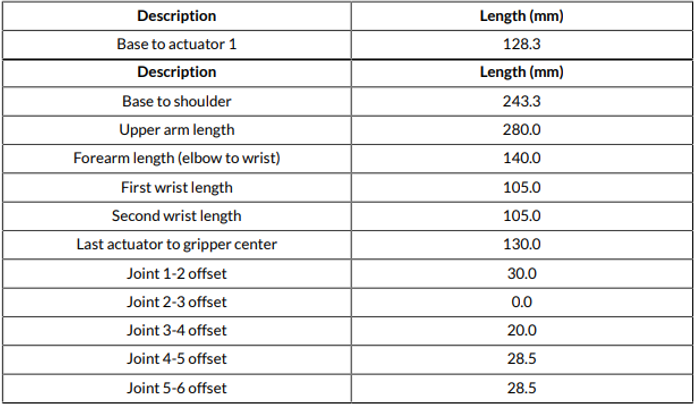 Description Length (mm)
Base to actuator 1 128.3
Description Length (mm)
Base to shoulder 243.3
Upper arm length 280.0
Forearm length (elbow to wrist) 140.0
First wrist length 105.0
Second wrist length 105.0
Last actuator to gripper center 130.0
Joint 1-2 offset 30.0
Joint 2-3 offset 0.0
Joint 3-4 offset 20.0
Joint 4-5 offset 28.5
Joint 5-6 offset 28.5